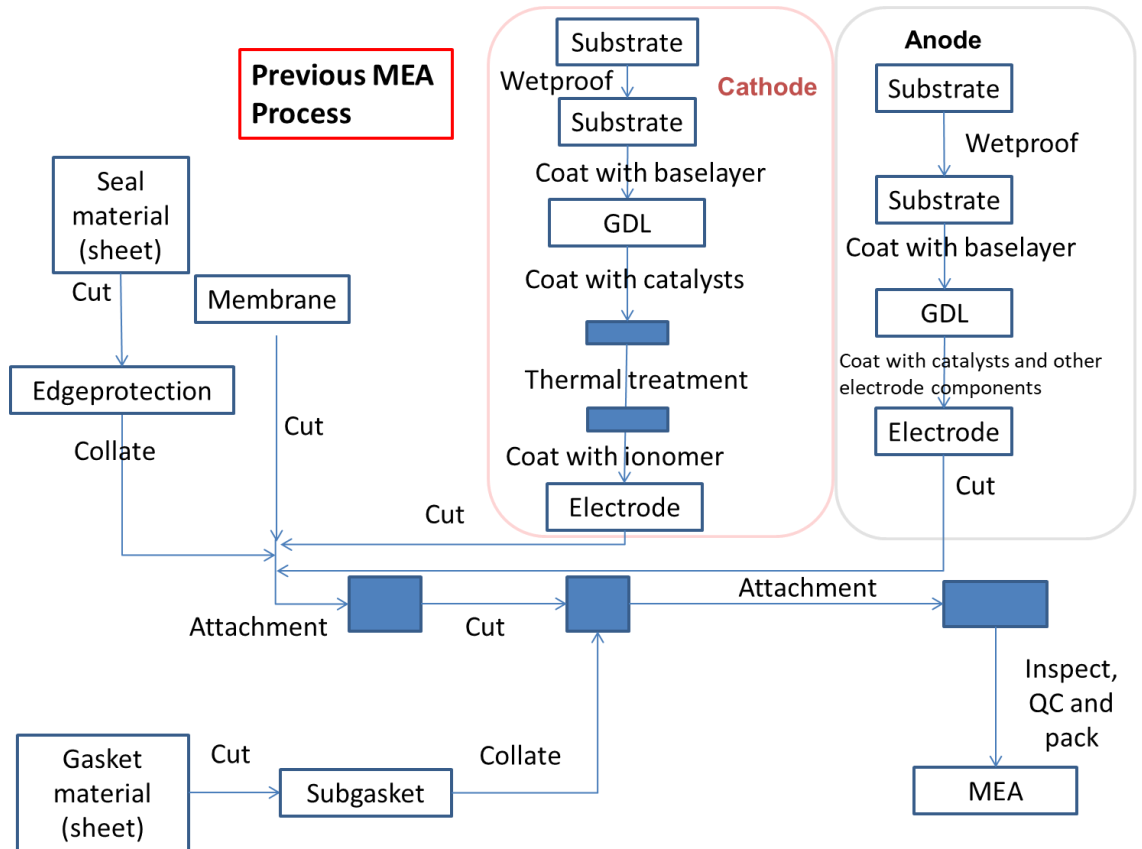 Previous MEA
Process
Seal
material
(sheet)
Cut
Membrane
Edgeprotection
Collate
Cut
Substrate
Wetproof
Cathode
Substrate
Coat with baselayer
GDL
Coat with catalysts
Thermal treatment
Coat with ionomer
Electrode
Cut
Anode
Substrate
Wetproof
Substrate
Coat with baselayer
GDL
Coat with catalysts and other
electrode components
Electrode
Cut
Attachment
Cut
Attachment
Gasket
material
(sheet)
Cut
Subgasket
Collate
Inspect,
QC and
pack
MEA